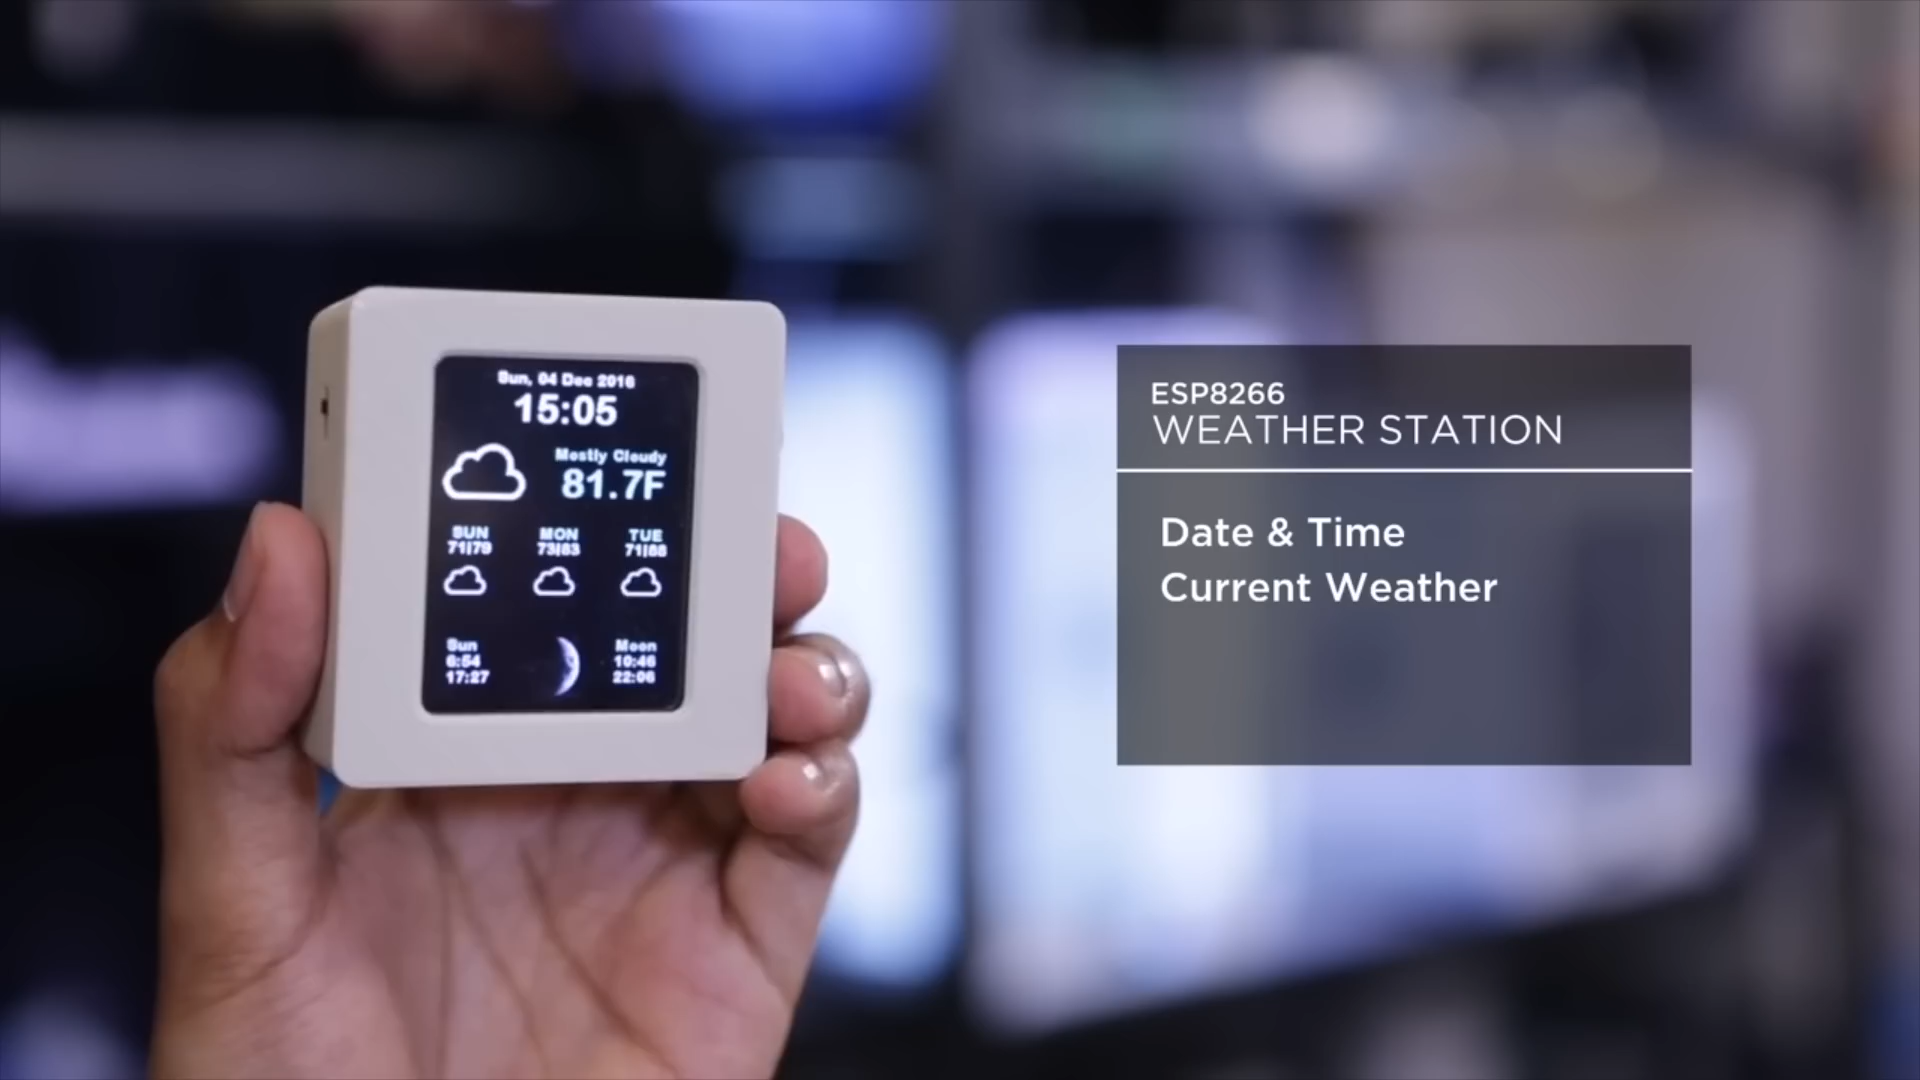 Sun, 04 Dec 2016
15:05
Mostly Cloudy
81.7F
SUN MON TUE
71|79 73|83 71|88
Sun Moon
6:54 10:46
17:27 22:06
ESP8266
WEATHER STATION
Date & Time
Current Weather